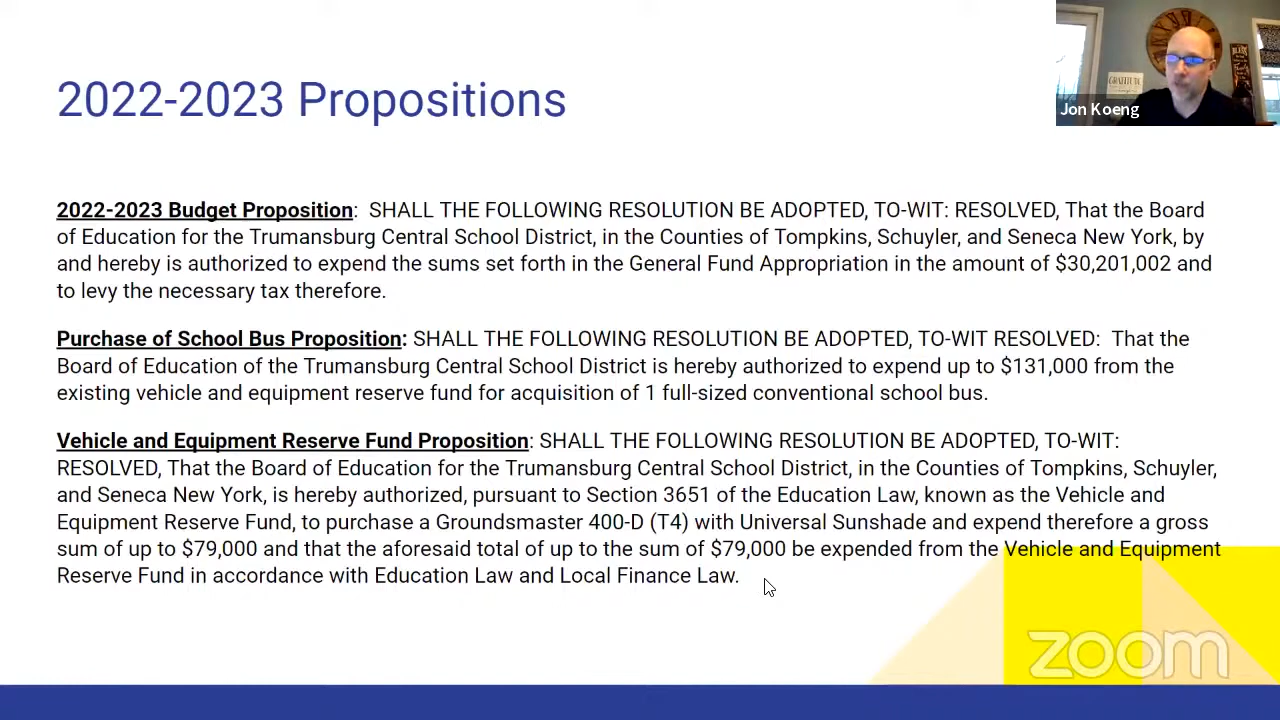 2022-2023 Propositions
GRATITUDE
BLESS
Jon Koeng
2022-2023 Budget Proposition:  SHALL THE FOLLOWING RESOLUTION BE ADOPTED, TO-WIT: RESOLVED, That the Board
of Education for the Trumansburg Central School District, in the Counties of Tompkins, Schuyler, and Seneca New York, by
and hereby is authorized to expend the sums set forth in the General Fund Appropriation in the amount of $30,201,002 and
to levy the necessary tax therefore.
Purchase of School Bus Proposition: SHALL THE FOLLOWING RESOLUTION BE ADOPTED, TO-WIT RESOLVED:  That the
Board of Education of the Trumansburg Central School District is hereby authorized to expend up to $131,000 from the
existing vehicle and equipment reserve fund for acquisition of 1 full-sized conventional school bus.
Vehicle and Equipment Reserve Fund Proposition: SHALL THE FOLLOWING RESOLUTION BE ADOPTED, TO-WIT:
RESOLVED, That the Board of Education for the Trumansburg Central School District, in the Counties of Tompkins, Schuyler,
and Seneca New York, is hereby authorized, pursuant to Section 3651 of the Education Law, known as the Vehicle and
Equipment Reserve Fund, to purchase a Groundsmaster 400-D (T4) with Universal Sunshade and expend therefore a gross
sum of up to $79,000 and that the aforesaid total of up to the sum of $79,000 be expended from the Vehicle and Equipment
Reserve Fund in accordance with Education Law and Local Finance Law.
zoom